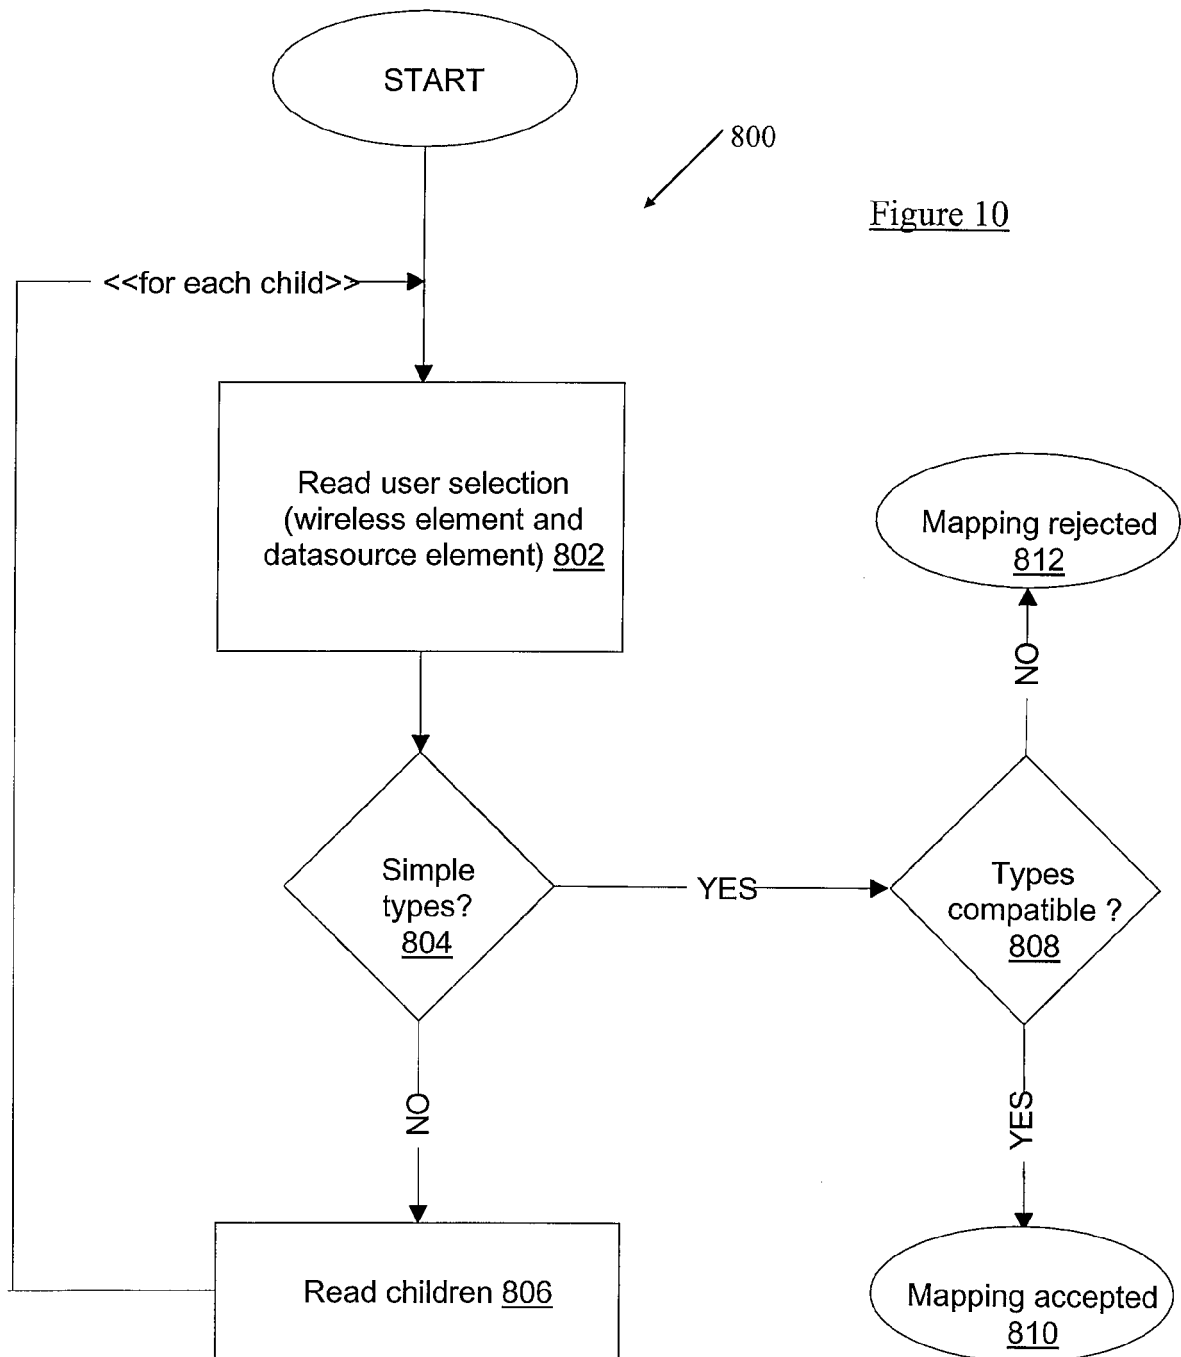 START
800
Figure 10
<<for each child>>
Read user selection
(wireless element and
datasource element) 802
Mapping rejected
812
NO
Simple
types?
804
YES
Types
compatible ?
808
NO
YES
Read children 806
Mapping accepted
810